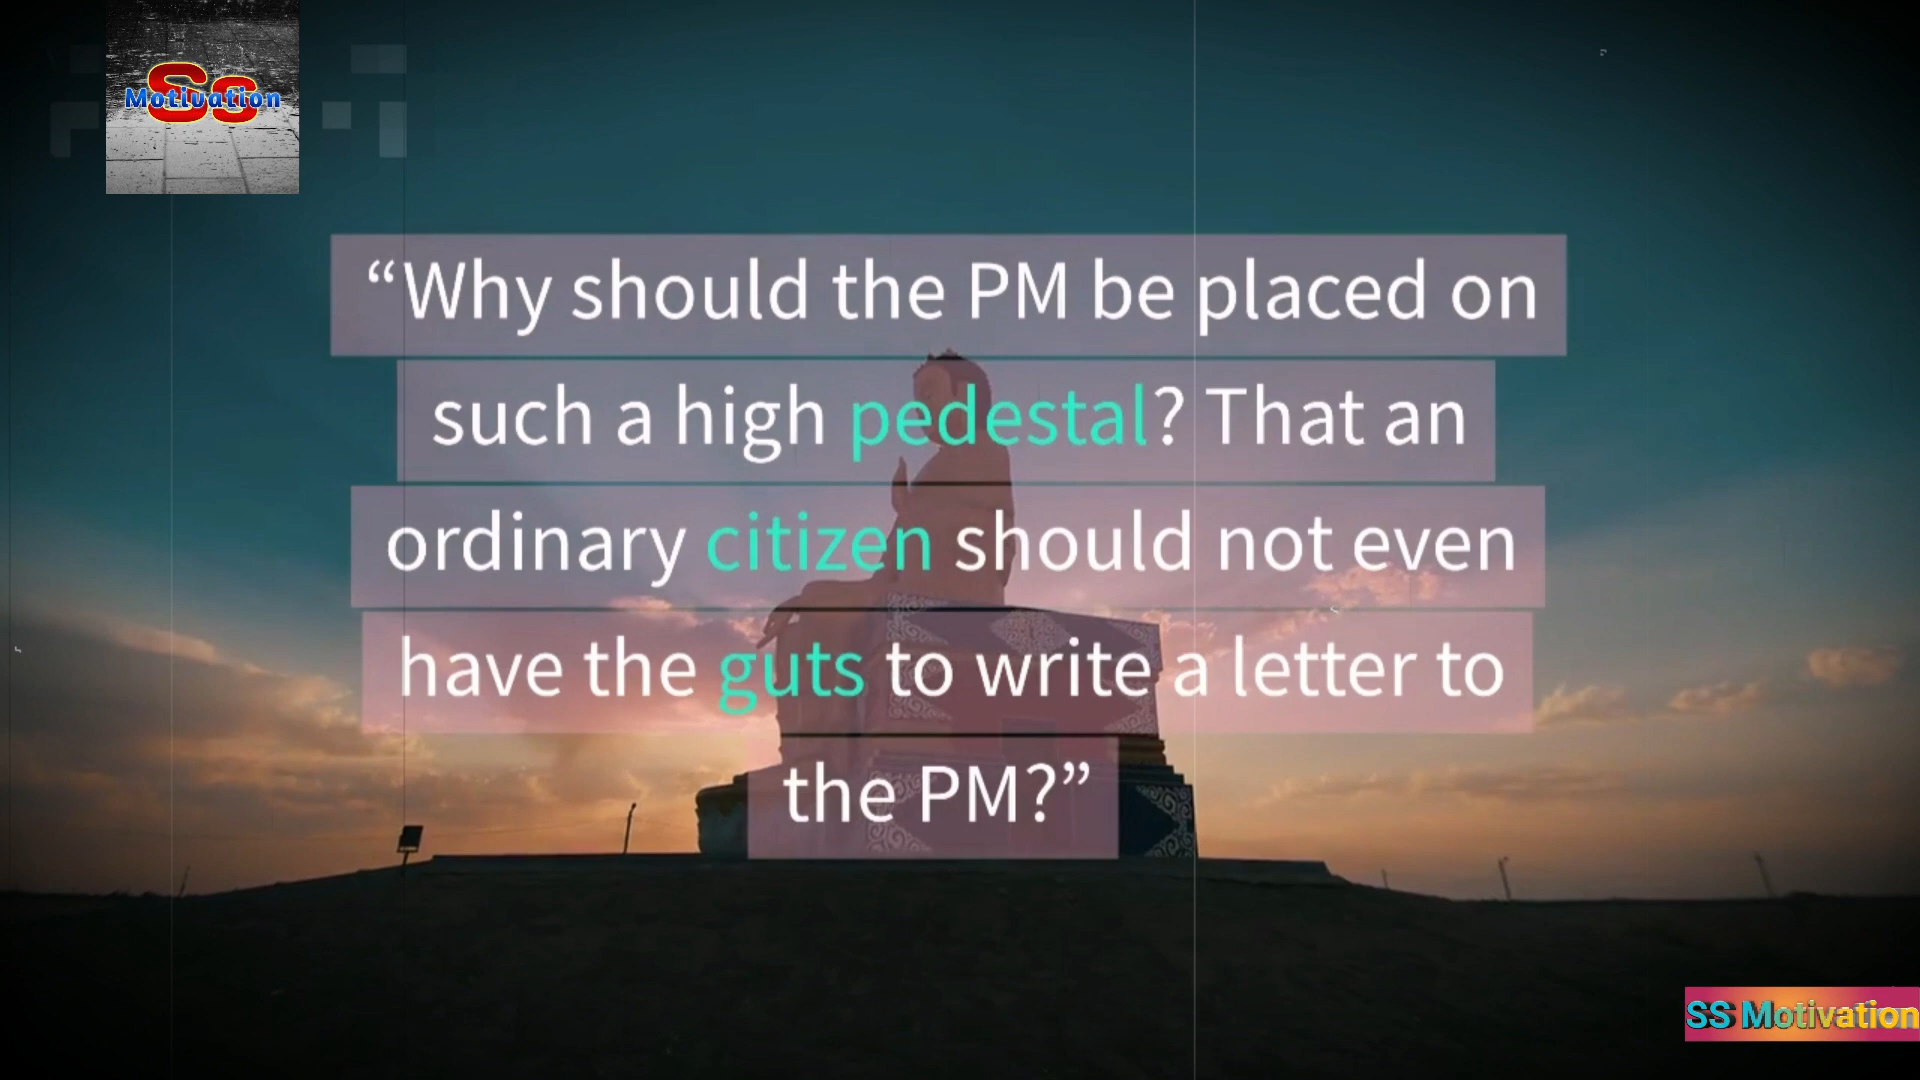 Ss
Motivation
“Why should the PM be placed on
such a high pedestal? That an
ordinary citizen should not even
have the guts to write a letter to
the PM?”
SS Motivation